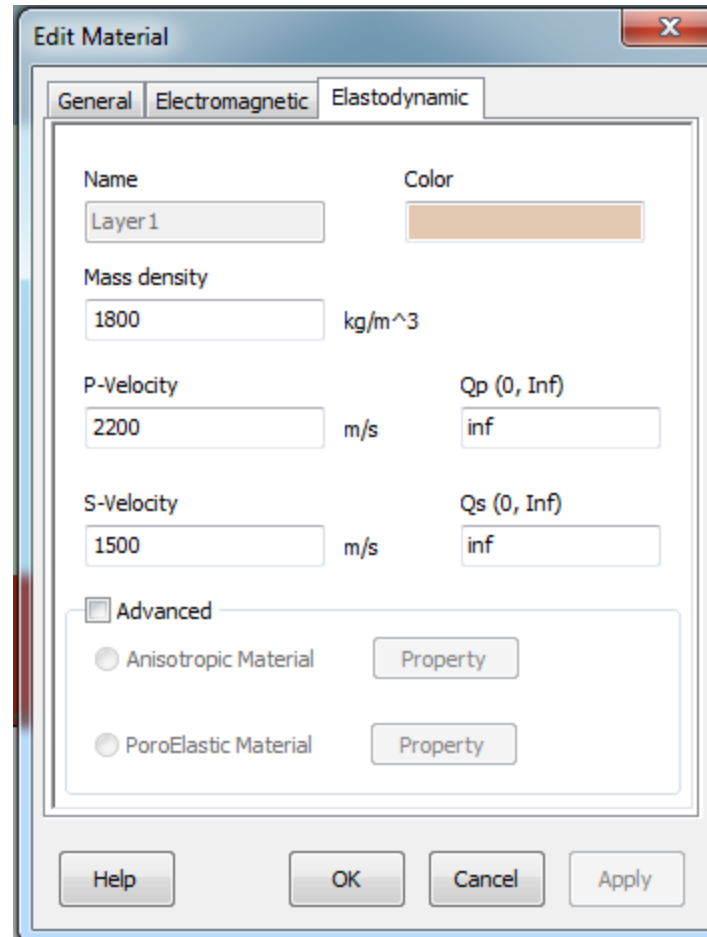 Edit Material
General Electromagnetic Elastodynamic
Name Color
Layer1
Mass density
1800 kg/m^3
P-Velocity Qp (0, Inf)
2200 m/s inf
S-Velocity Qs (0, Inf)
1500 m/s inf
Advanced
Anisotropic Material Property
PoroElastic Material Property
Help OK Cancel Apply